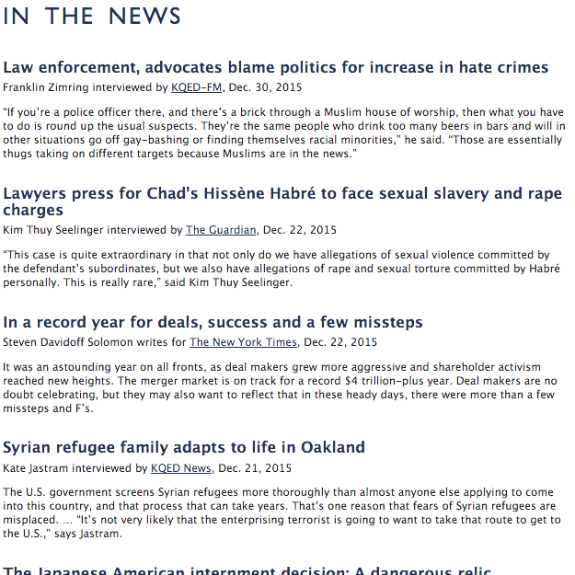 IN THE NEWS
Law enforcement, advocates blame politics for increase in hate crimes
Franklin Zimring interviewed by KQED-FM, Dec. 30, 2015
“If you’re a police officer there, and there’s a brick through a Muslim house of worship, then what you have
to do is round up the usual suspects. They’re the same people who drink too many beers in bars and will in
other situations go off gay-bashing or finding themselves racial minorities,” he said. “Those are essentially
thugs taking on different targets because Muslims are in the news.”
Lawyers press for Chad’s Hissène Habré to face sexual slavery and rape
charges
Kim Thuy Seelinger interviewed by The Guardian, Dec. 22, 2015
“This case is quite extraordinary in that not only do we have allegations of sexual violence committed by
the defendant’s subordinates, but we also have allegations of rape and sexual torture committed by Habré
personally. This is really rare,” said Kim Thuy Seelinger.
In a record year for deals, success and a few missteps
Steven Davidoff Solomon writes for The New York Times, Dec. 22, 2015
It was an astounding year on all fronts, as deal makers grew more aggressive and shareholder activism
reached new heights. The merger market is on track for a record $4 trillion-plus year. Deal makers are no
doubt celebrating, but they may also want to reflect that in these heady days, there were more than a few
missteps and F’s.
Syrian refugee family adapts to life in Oakland
Kate Jastram interviewed by KQED News, Dec. 21, 2015
The U.S. government screens Syrian refugees more thoroughly than almost anyone else applying to come
into this country, and that process that can take years. That’s one reason that fears of Syrian refugees are
misplaced. … “It’s not very likely that the enterprising terrorist is going to want to take that route to get to
the U.S.,” says Jastram.
The Japanese American internment decision: A dangerous relic